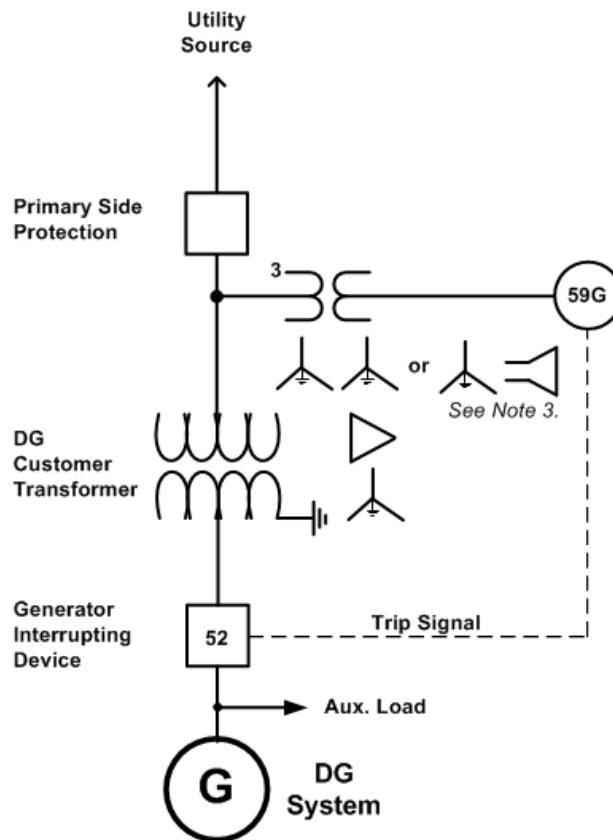 Utility
Source
Primary Side
Protection
3
59G
or
See Note 3.
DG
Customer
Transformer
Generator
Interrupting
Device
52
Trip Signal
Aux. Load
G
DG
System